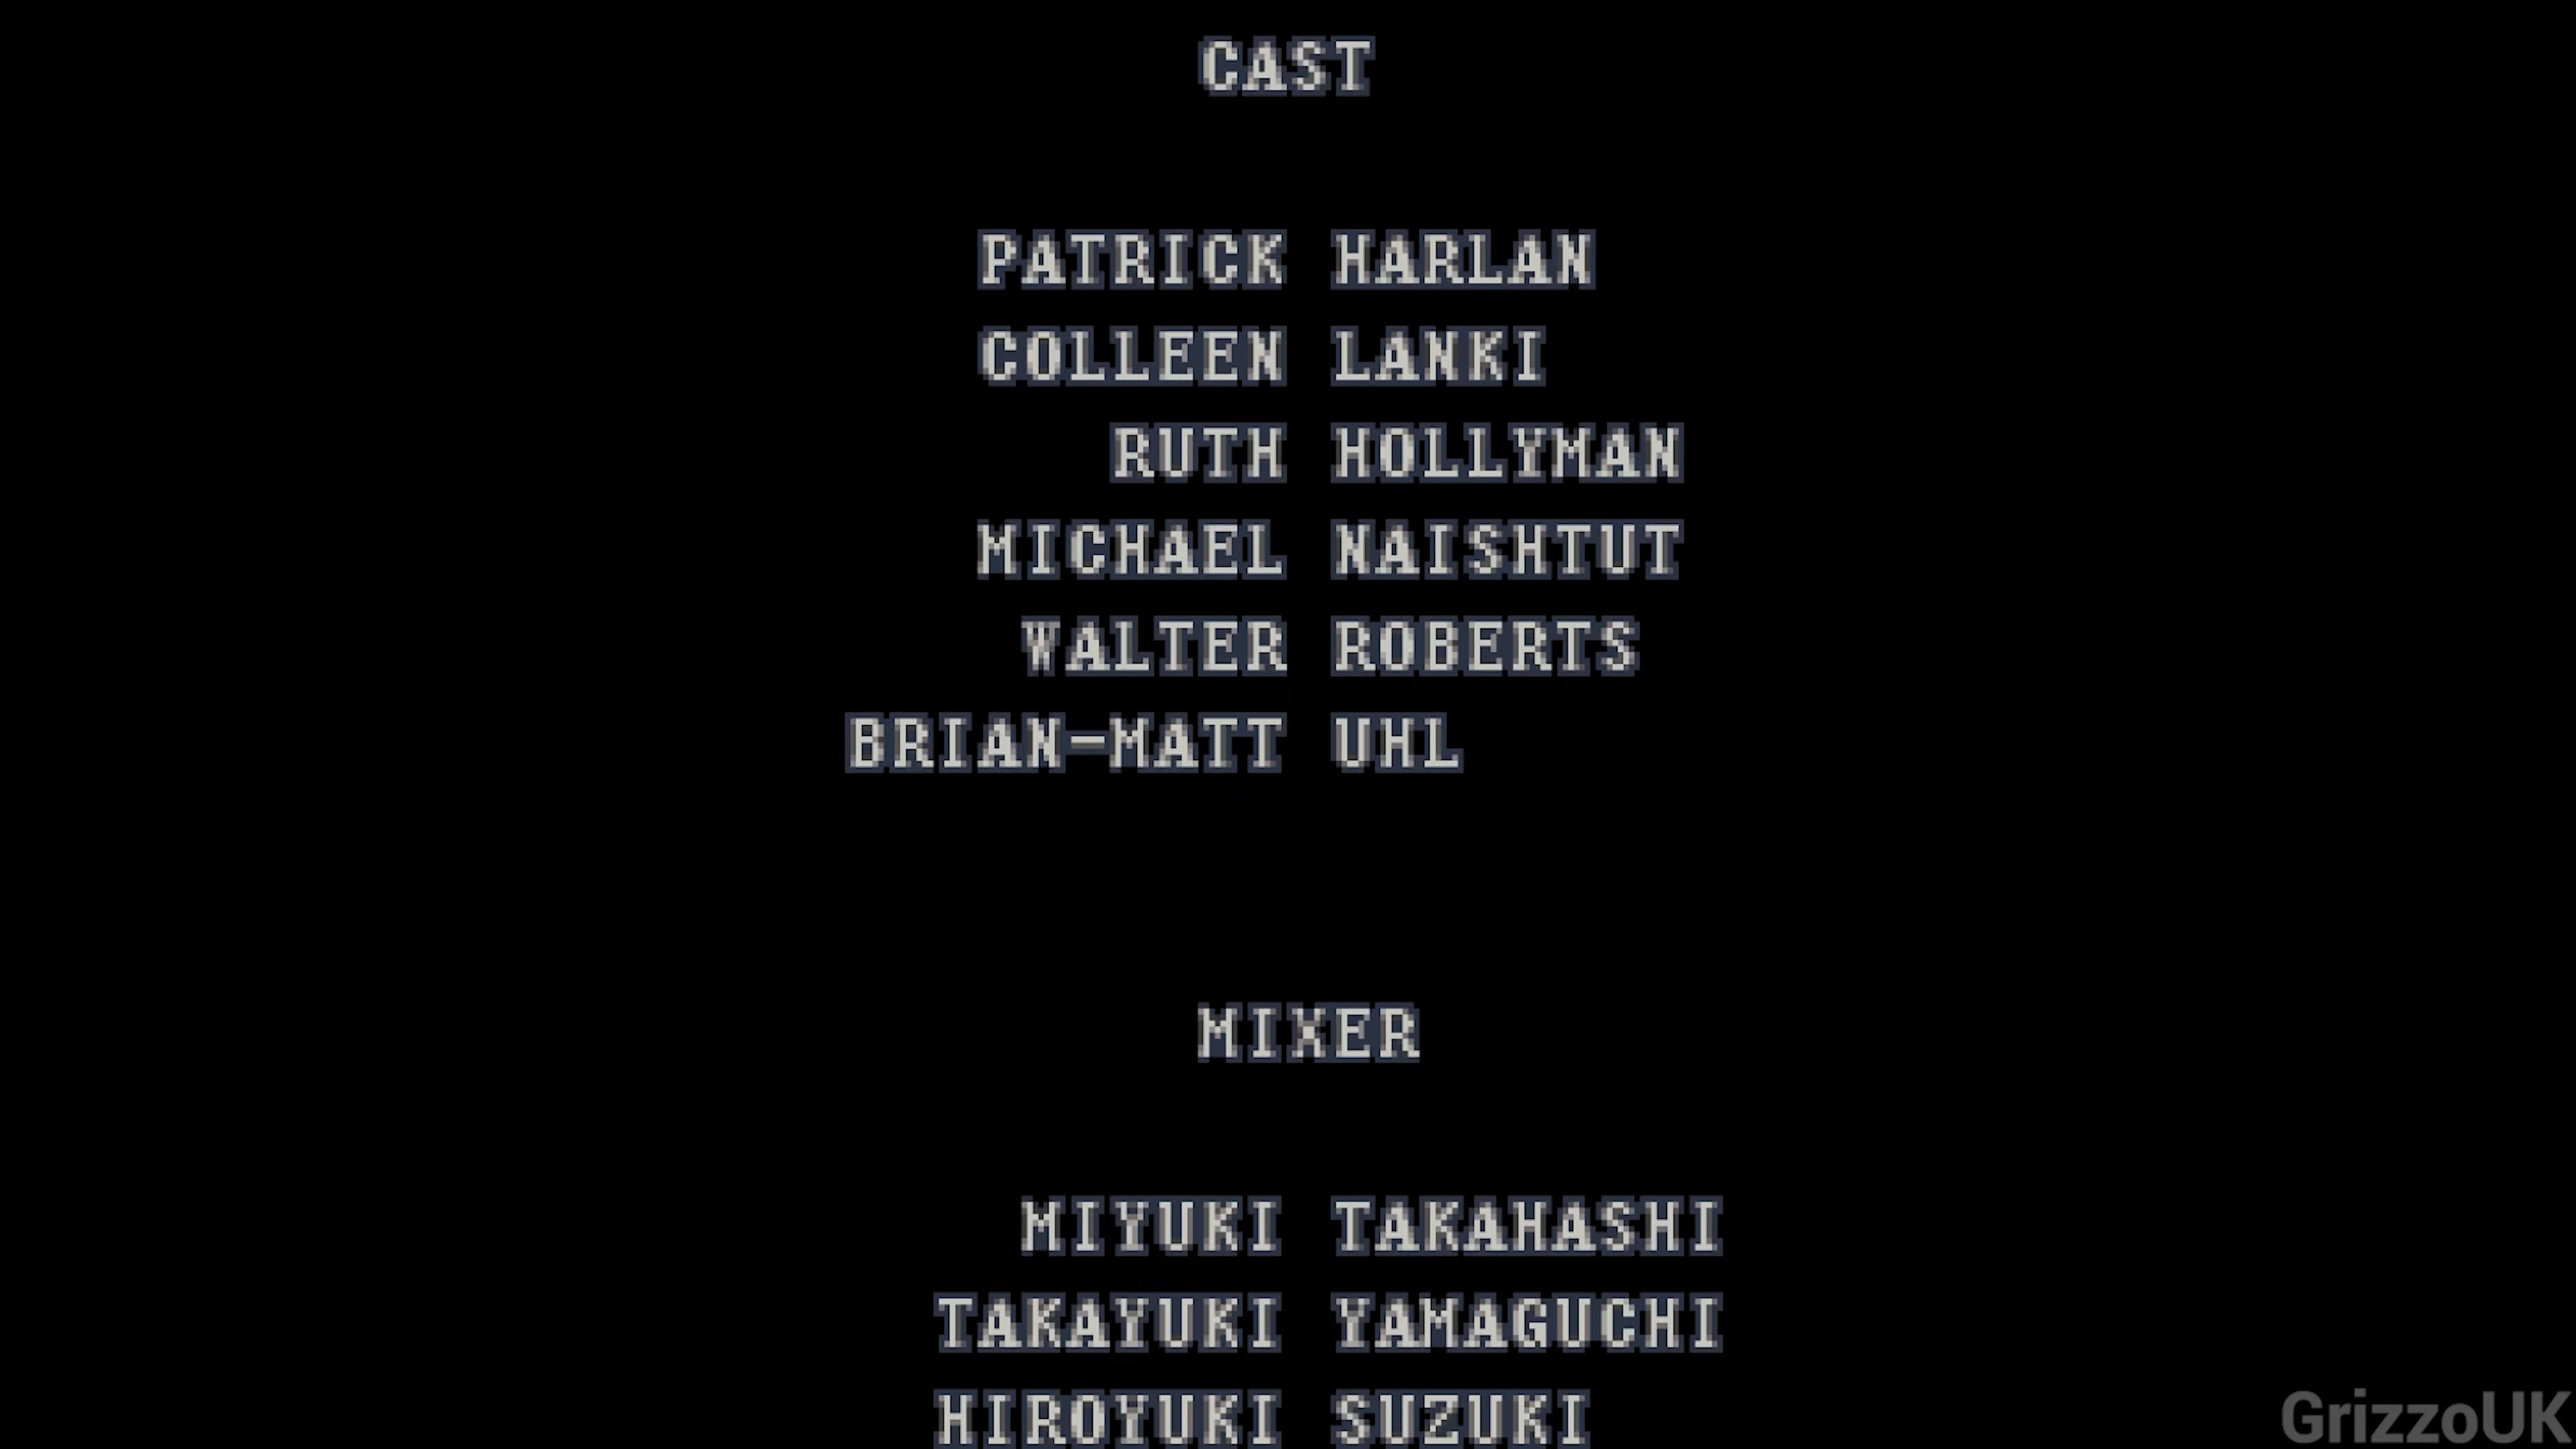 CAST
PATRICK HARLAN
COLLEEN LANKI
RUTH HOLLYMAN
MICHAEL NAISHTUT
WALTER ROBERTS
BRIAN-MATT UHL
MIXER
MIYUKI TAKAHASHI
TAKAYUKI YAMAGUCHI
HIROYUKI SUZUKI
GrizzoUK